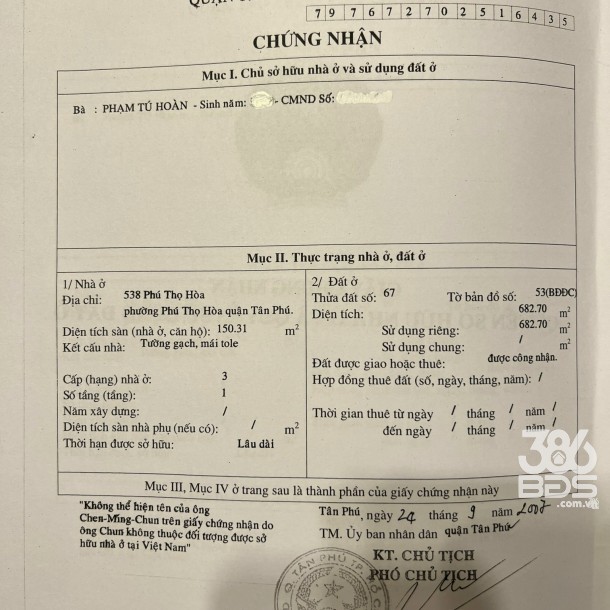 QUẬN
7 9 7 6 7 2 7 0 2 5 1 6 4 3 5
CHỨNG NHẬN
Mục I. Chủ sở hữu nhà ở và sử dụng đất ở
Bà : PHẠM TÚ HOÀN - Sinh năm: - CMND Số:
Mục II. Thực trạng nhà ở, đất ở
1/ Nhà ở
Địa chỉ: 538 Phú Thọ Hòa
phường Phú Thọ Hòa quận Tân Phú.
Diện tích sàn (nhà ở, căn hộ): 150.31 m2
Kết cấu nhà: Tường gạch, mái tole
Cấp (hạng) nhà ở: 3
Số tầng (tầng): 1
Năm xây dựng: /
Diện tích sàn nhà phụ (nếu có): / m2
Thời hạn được sở hữu: Lâu dài
2/ Đất ở
Thửa đất số: 67 Tờ bản đồ số: 53(BĐĐC)
Diện tích: 682.70 m2
Sử dụng riêng: 682.70 m2
Sử dụng chung: / m2
Đất được giao hoặc thuê: được công nhận.
Hợp đồng thuê đất (số, ngày, tháng, năm): /
Thời gian thuê từ ngày / tháng / năm /
đến ngày / tháng / năm /
386
BĐS
.com.vn
Mục III, Mục IV ở trang sau là thành phần của giấy chứng nhận này
"Không thể hiện tên của ông
Chen-Ming-Chun trên giấy chứng nhận do
ông Chun không thuộc đối tượng được sở
hữu nhà ở tại Việt Nam"
Tân Phú, ngày 24 tháng 9 năm 2007
TM. Ủy ban nhân dân quận Tân Phú
KT. CHỦ TỊCH
PHÓ CHỦ TỊCH
Q. TÂN PHÚ TP.